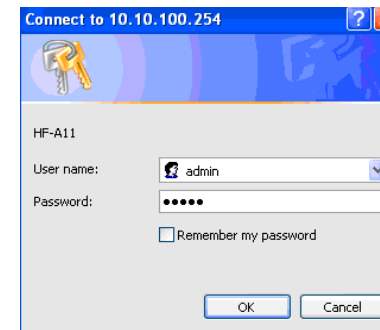 Connect to 10.10.100.254
HF-A11
User name:
admin
Password:
•••••
Remember my password
OK
Cancel